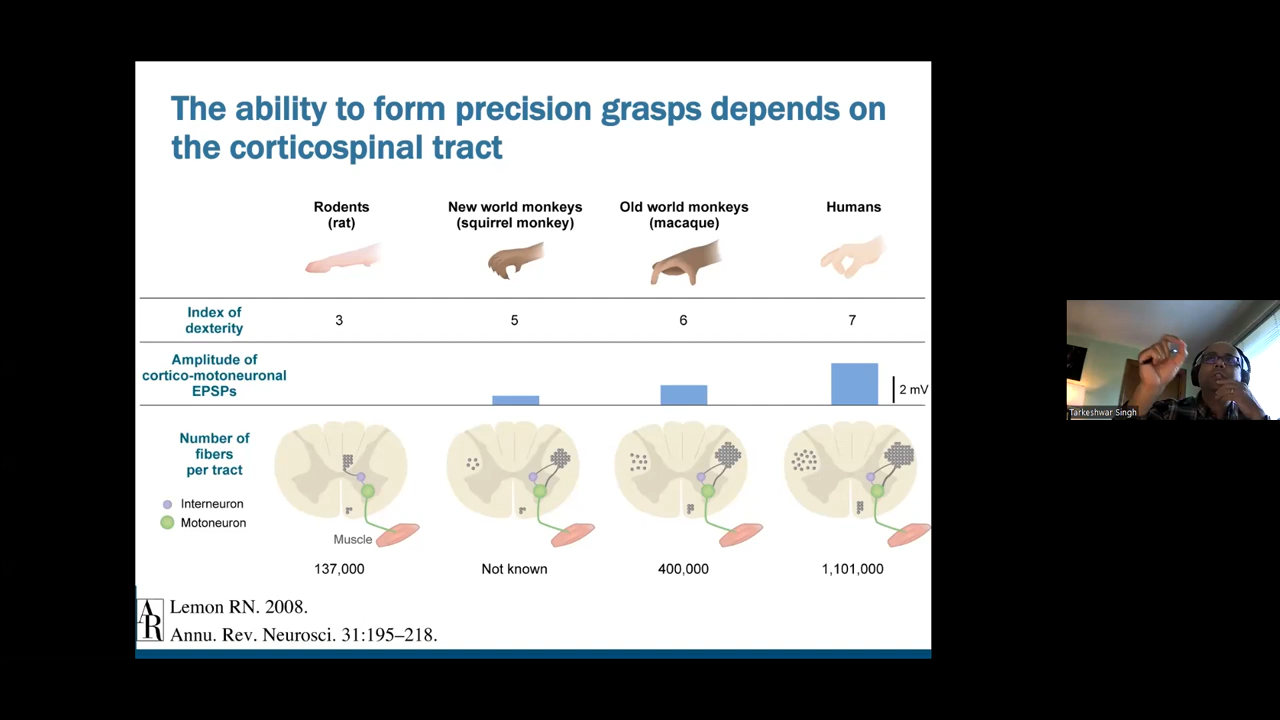 The ability to form precision grasps depends on
the corticospinal tract
Rodents
(rat)
New world monkeys
(squirrel monkey)
Old world monkeys
(macaque)
Humans
Index of
dexterity
3
5
6
7
Amplitude of
cortico-motoneuronal
EPSPs
2 mV
Number of
fibers
per tract
Interneuron
Motoneuron
Muscle
137,000
Not known
400,000
1,101,000
AR
Lemon RN. 2008.
Annu. Rev. Neurosci. 31:195–218.
Tarkeshwar Singh